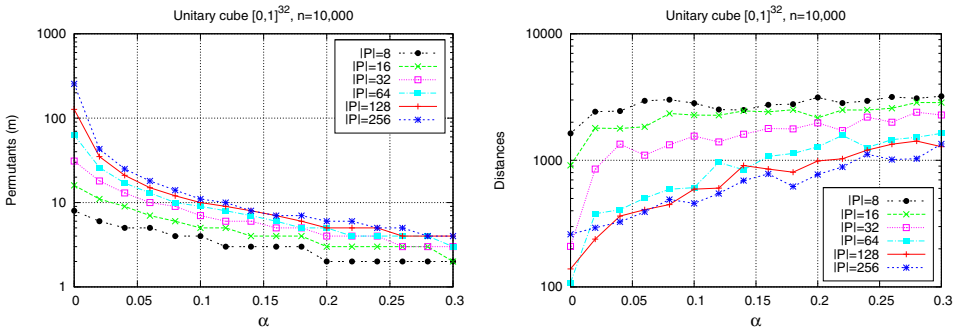 Unitary cube [0,1]^32, n=10,000
Permutants (m)
1000
100
10
1
|P|=8
|P|=16
|P|=32
|P|=64
|P|=128
|P|=256
0 0.05 0.1 0.15 0.2 0.25 0.3
α
Unitary cube [0,1]^32, n=10,000
Distances
10000
1000
100
|P|=8
|P|=16
|P|=32
|P|=64
|P|=128
|P|=256
0 0.05 0.1 0.15 0.2 0.25 0.3
α